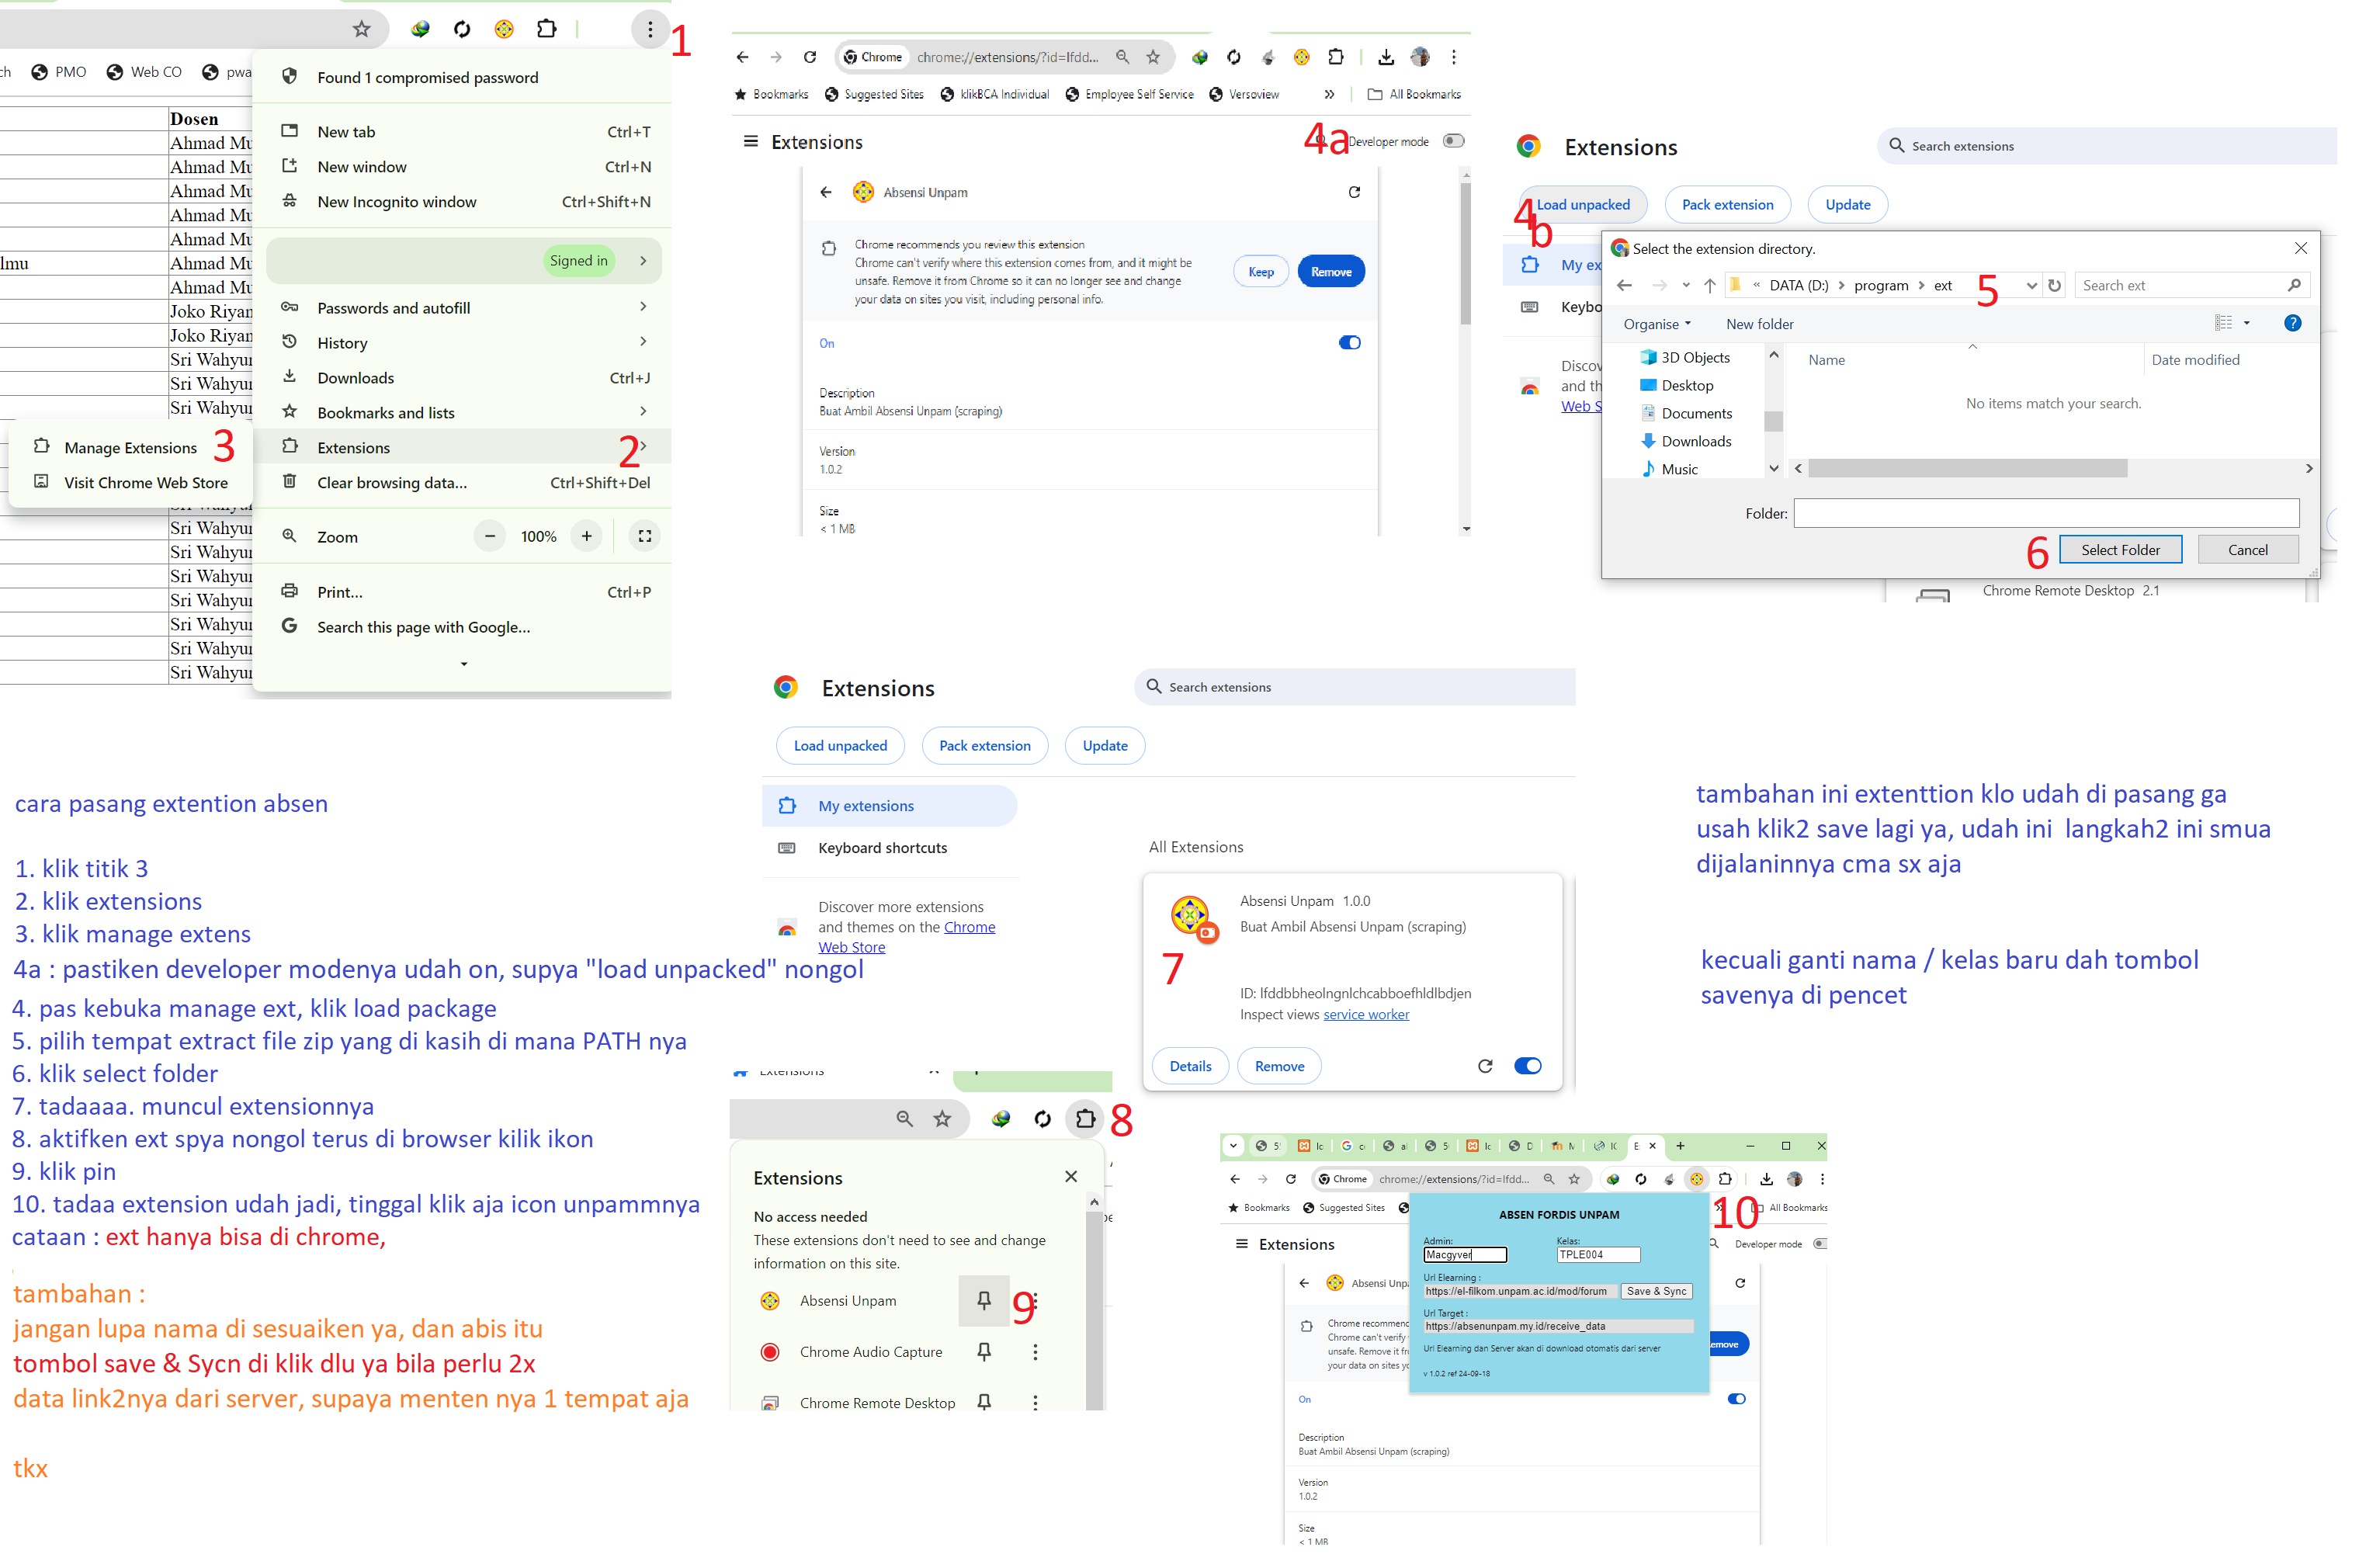 1
ch
PMO
Web CO
pwa
Found 1 compromised password
New tab Ctrl+T
New window Ctrl+N
New Incognito window Ctrl+Shift+N
Signed in
Passwords and autofill
History
Downloads Ctrl+J
Bookmarks and lists
Extensions 2
Clear browsing data... Ctrl+Shift+Del
Zoom − 100% +
Print... Ctrl+P
Search this page with Google...
Manage Extensions 3
Visit Chrome Web Store
Dosen
Ahmad Mu
Ahmad Mu
Ahmad Mu
Ahmad Mu
Ahmad Mu
lmu Ahmad Mu
Ahmad Mu
Joko Riyan
Joko Riyan
Sri Wahyun
Sri Wahyun
Sri Wahyun
Sri Wahyun
Sri Wahyun
Sri Wahyun
Sri Wahyun
Sri Wahyun
Sri Wahyun
Sri Wahyun
Sri Wahyun
Chrome chrome://extensions/?id=lfdd...
Bookmarks Suggested Sites klikBCA Individual Employee Self Service Versoview » All Bookmarks
Extensions 4a Developer mode
Absensi Unpam
Chrome recommends you review this extension
Chrome can't verify where this extension comes from, and it might be
unsafe. Remove it from Chrome so it can no longer see and change
your data on sites you visit, including personal info.
Keep Remove
On
Description
Buat Ambil Absensi Unpam (scraping)
Version
1.0.2
Size
< 1 MB
Extensions Search extensions
Load unpacked Pack extension Update
4b
My ex
Keybo
Discov
and th
Web S
Select the extension directory.
« DATA (D:) > program > ext 5 Search ext
Organise New folder
3D Objects
Desktop
Documents
Downloads
Music
Name Date modified
No items match your search.
Folder:
6 Select Folder Cancel
Chrome Remote Desktop 2.1
Extensions Search extensions
Load unpacked Pack extension Update
My extensions
Keyboard shortcuts
Discover more extensions
and themes on the Chrome
Web Store
All Extensions
Absensi Unpam 1.0.0
Buat Ambil Absensi Unpam (scraping)
7
ID: lfddbbheolngnlchcabboefhldlbdjen
Inspect views service worker
Details Remove
cara pasang extention absen
1. klik titik 3
2. klik extensions
3. klik manage extens
4a : pastiken developer modenya udah on, supya "load unpacked" nongol
4. pas kebuka manage ext, klik load package
5. pilih tempat extract file zip yang di kasih di mana PATH nya
6. klik select folder
7. tadaaaa. muncul extensionnya
8. aktifken ext spya nongol terus di browser kilik ikon
9. klik pin
10. tadaa extension udah jadi, tinggal klik aja icon unpammnya
cataan : ext hanya bisa di chrome,
tambahan :
jangan lupa nama di sesuaiken ya, dan abis itu
tombol save & Sycn di klik dlu ya bila perlu 2x
data link2nya dari server, supaya menten nya 1 tempat aja
tkx
tambahan ini extenttion klo udah di pasang ga
usah klik2 save lagi ya, udah ini langkah2 ini smua
dijalaninnya cma sx aja
kecuali ganti nama / kelas baru dah tombol
savenya di pencet
Extensions
8
Extensions
No access needed
These extensions don't need to see and change
information on this site.
Absensi Unpam 9
Chrome Audio Capture
Chrome Remote Desktop
Chrome chrome://extensions/?id=lfdd...
Bookmarks Suggested Sites 10 All Bookmarks
Extensions Developer mode
Absensi Unpa
Chrome recommenc
Chrome can't verify
unsafe. Remove it fr
your data on sites yo
emove
ABSEN FORDIS UNPAM
Admin: Kelas:
Macgyver TPLE004
Url Elearning :
https://el-filkom.unpam.ac.id/mod/forum Save & Sync
Url Target :
https://absenunpam.my.id/receive_data
Url Elearning dan Server akan di download otomatis dari server
v 1.0.2 ref 24-09-18
On
Description
Buat Ambil Absensi Unpam (scraping)
Version
1.0.2
Size
< 1 MB